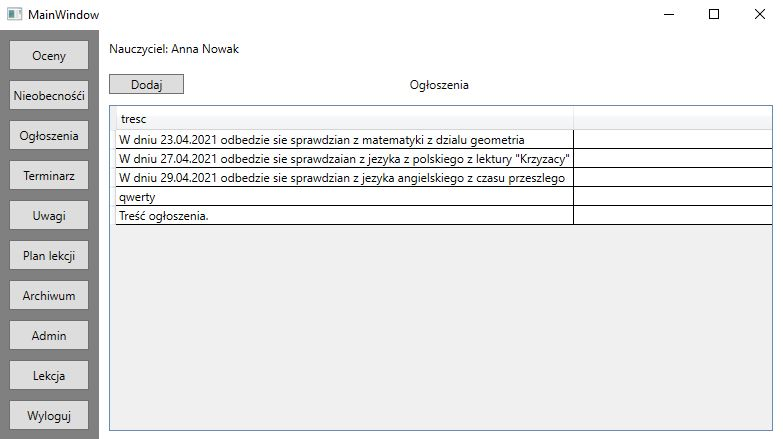 MainWindow
Oceny
Nieobecnośći
Ogłoszenia
Terminarz
Uwagi
Plan lekcji
Archiwum
Admin
Lekcja
Wyloguj
Nauczyciel: Anna Nowak
Dodaj
Ogłoszenia
tresc
W dniu 23.04.2021 odbedzie sie sprawdzian z matematyki z dzialu geometria
W dniu 27.04.2021 odbedzie sie sprawdzaian z jezyka z polskiego z lektury "Krzyzacy"
W dniu 29.04.2021 odbedzie sie sprawdzian z jezyka angielskiego z czasu przeszlego
qwerty
Treść ogłoszenia.